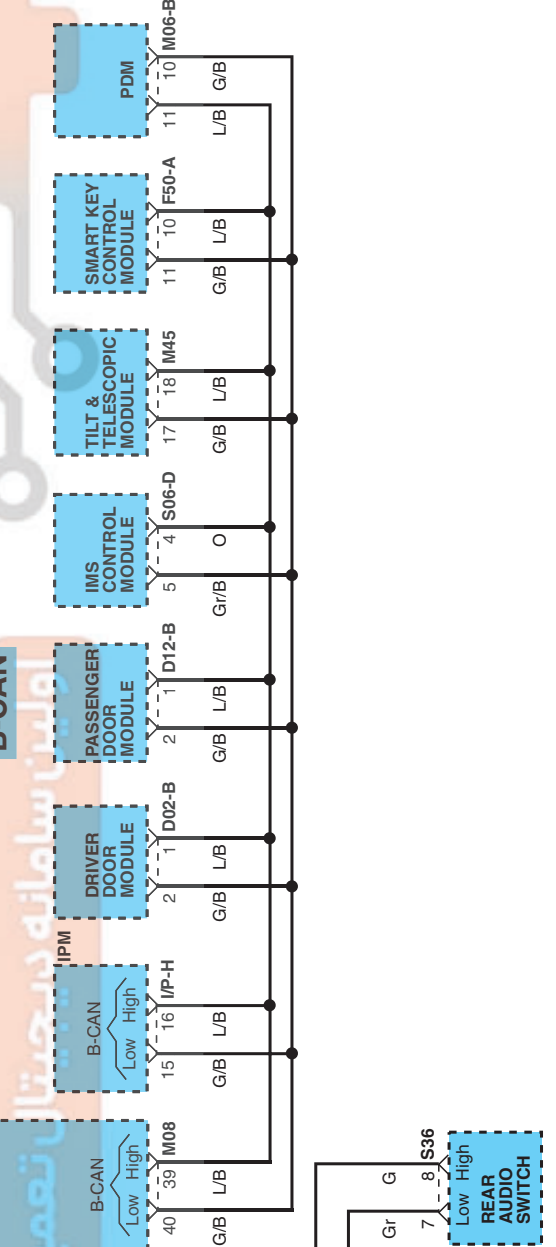 B-CAN
PDM
M06-B
10
11
G/B
L/B
SMART KEY
CONTROL
MODULE
F50-A
10
11
L/B
G/B
TILT &
TELESCOPIC
MODULE
M45
18
17
L/B
G/B
IMS
CONTROL
MODULE
S06-D
4
5
O
Gr/B
PASSENGER
DOOR
MODULE
D12-B
1
2
L/B
G/B
DRIVER
DOOR
MODULE
D02-B
1
2
L/B
G/B
IPM
B-CAN
Low High
I/P-H
16
15
L/B
G/B
B-CAN
Low High
M08
39
40
L/B
G/B
S36
8
7
G
Gr
Low High
REAR
AUDIO
SWITCH
اولین سامانه دیجیتال